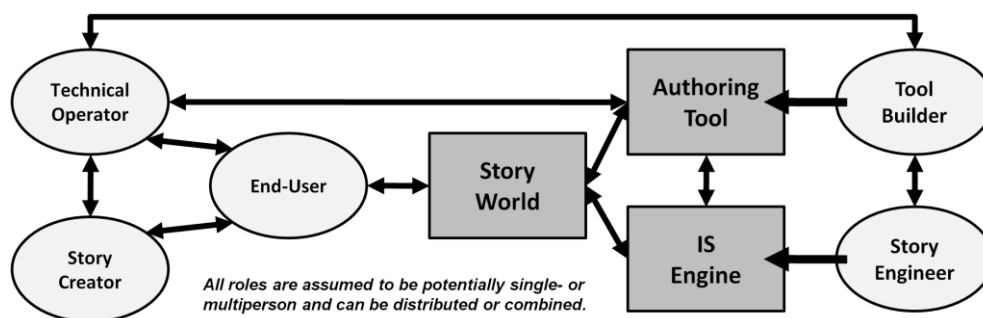 Technical
Operator
Authoring
Tool
Tool
Builder
End-User
Story
World
Story
Creator
IS
Engine
Story
Engineer
All roles are assumed to be potentially single- or
multiperson and can be distributed or combined.